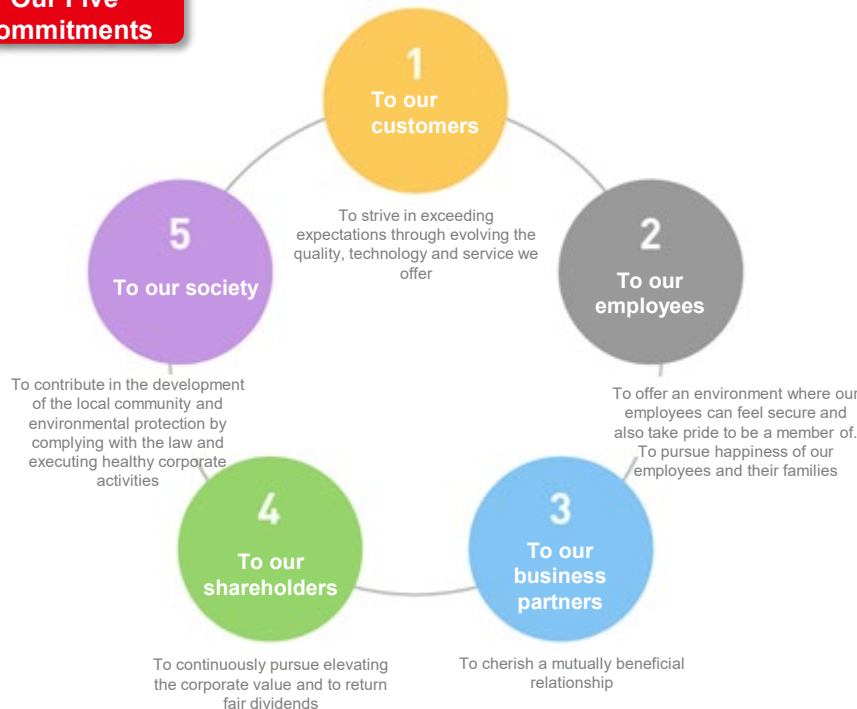 Our Five
ommitments
1
To our
customers
To strive in exceeding
expectations through evolving the
quality, technology and service we
offer
2
To our
employees
To offer an environment where our
employees can feel secure and
also take pride to be a member of.
To pursue happiness of our
employees and their families
3
To our
business
partners
To cherish a mutually beneficial
relationship
4
To our
shareholders
To continuously pursue elevating
the corporate value and to return
fair dividends
5
To our society
To contribute in the development
of the local community and
environmental protection by
complying with the law and
executing healthy corporate
activities